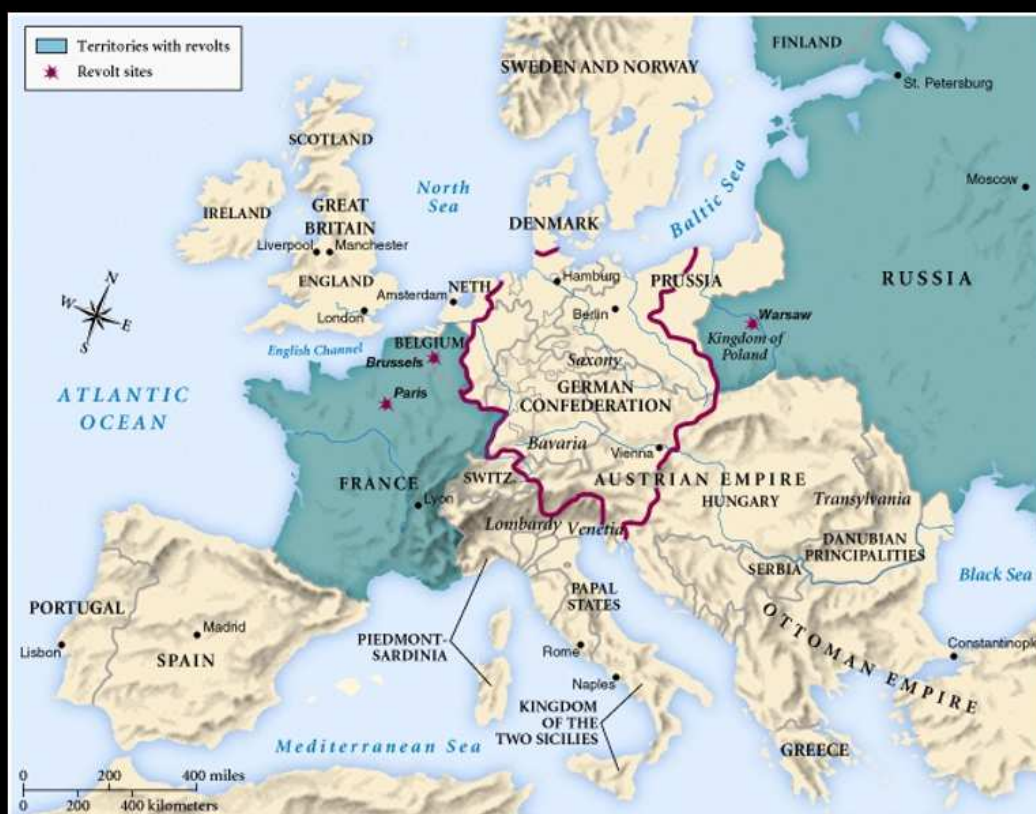 Territories with revolts
Revolt sites
FINLAND
St. Petersburg
SWEDEN AND NORWAY
SCOTLAND
North
Sea
Baltic Sea
Moscow
IRELAND
GREAT
BRITAIN
DENMARK
Liverpool
Manchester
RUSSIA
ENGLAND
NETH
Hamburg
PRUSSIA
Amsterdam
London
Berlin
Warsaw
Kingdom of
Poland
N
W
E
S
English Channel
BELGIUM
Brussels
Saxony
Paris
GERMAN
CONFEDERATION
ATLANTIC
OCEAN
Bavaria
Vienna
FRANCE
SWITZ.
AUSTRIAN EMPIRE
HUNGARY
Transylvania
Lyon
Lombardy
Venetia
DANUBIAN
PRINCIPALITIES
SERBIA
Black Sea
PAPAL
STATES
PORTUGAL
Madrid
Lisbon
SPAIN
PIEDMONT-
SARDINIA
Rome
OTTOMAN EMPIRE
Constantinopl
Naples
KINGDOM
OF THE
TWO SICILIES
Mediterranean Sea
GREECE
0 200 400 miles
0 200 400 kilometers